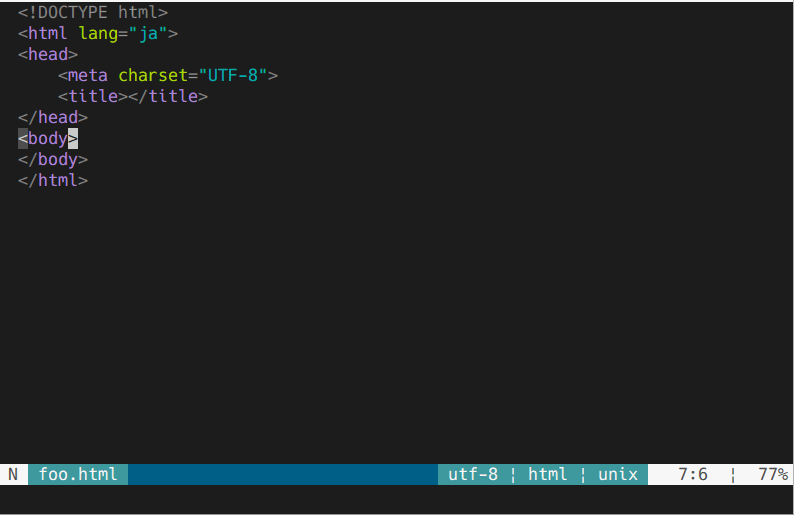 <!DOCTYPE html>
<html lang="ja">
<head>
    <meta charset="UTF-8">
    <title></title>
</head>
<body>
</body>
</html>
N foo.html utf-8 ¦ html ¦ unix 7:6 ¦ 77%